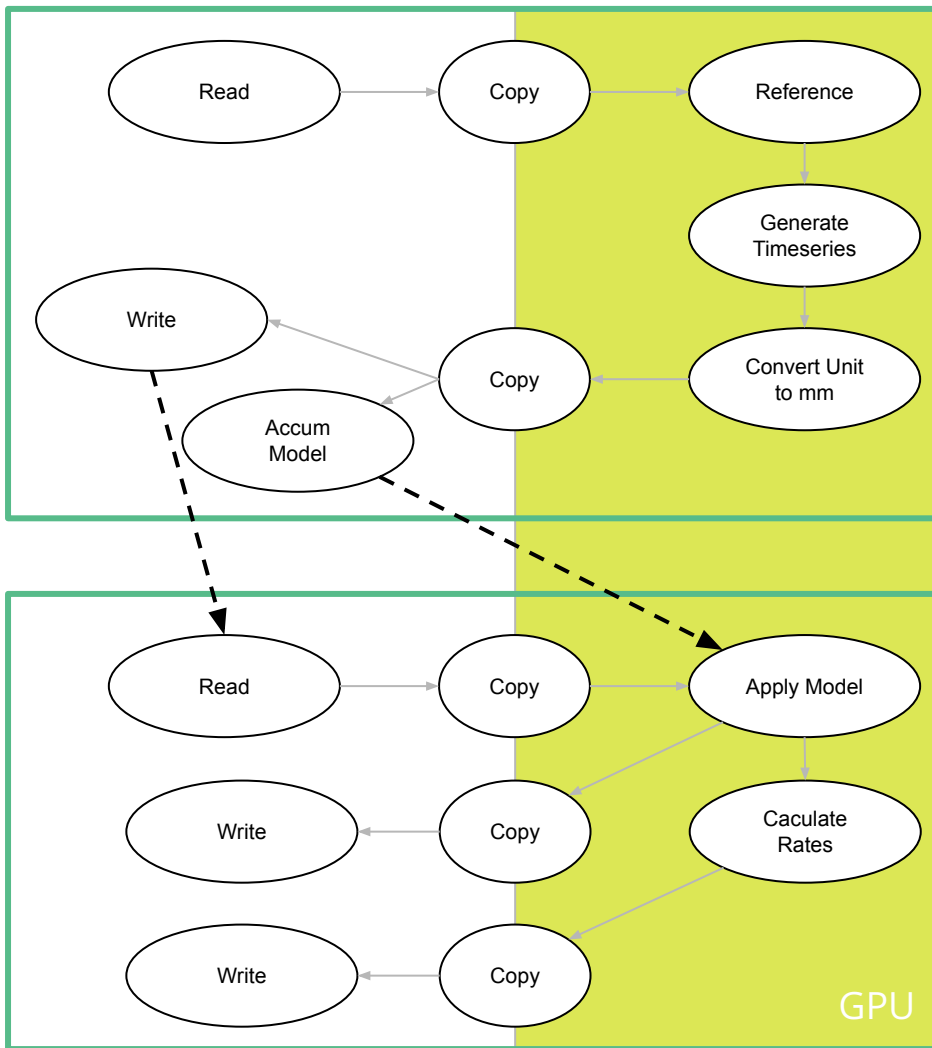 Read
Copy
Reference
Generate
Timeseries
Write
Copy
Convert Unit
to mm
Accum
Model
Read
Copy
Apply Model
Write
Copy
Caculate
Rates
Write
Copy
GPU